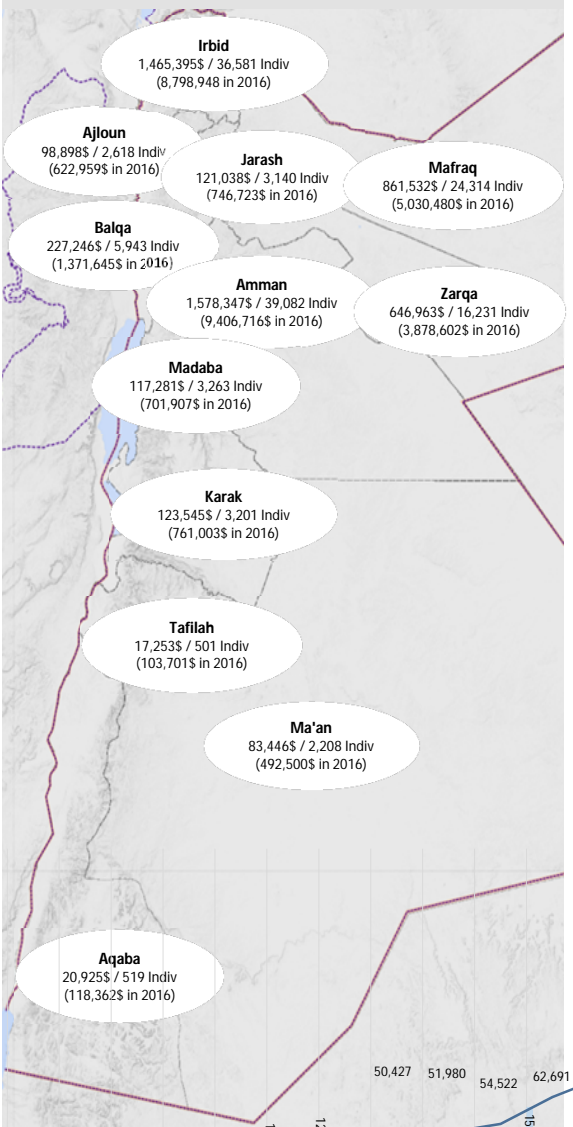 Irbid
1,465,395$ / 36,581 Indiv
(8,798,948 in 2016)
Ajloun
98,898$ / 2,618 Indiv
(622,959$ in 2016)
Jarash
121,038$ / 3,140 Indiv
(746,723$ in 2016)
Mafraq
861,532$ / 24,314 Indiv
(5,030,480$ in 2016)
Balqa
227,246$ / 5,943 Indiv
(1,371,645$ in 2016)
Amman
1,578,347$ / 39,082 Indiv
(9,406,716$ in 2016)
Zarqa
646,963$ / 16,231 Indiv
(3,878,602$ in 2016)
Madaba
117,281$ / 3,263 Indiv
(701,907$ in 2016)
Karak
123,545$ / 3,201 Indiv
(761,003$ in 2016)
Tafilah
17,253$ / 501 Indiv
(103,701$ in 2016)
Ma'an
83,446$ / 2,208 Indiv
(492,500$ in 2016)
Aqaba
20,925$ / 519 Indiv
(118,362$ in 2016)
50,427 51,980 54,522 62,691